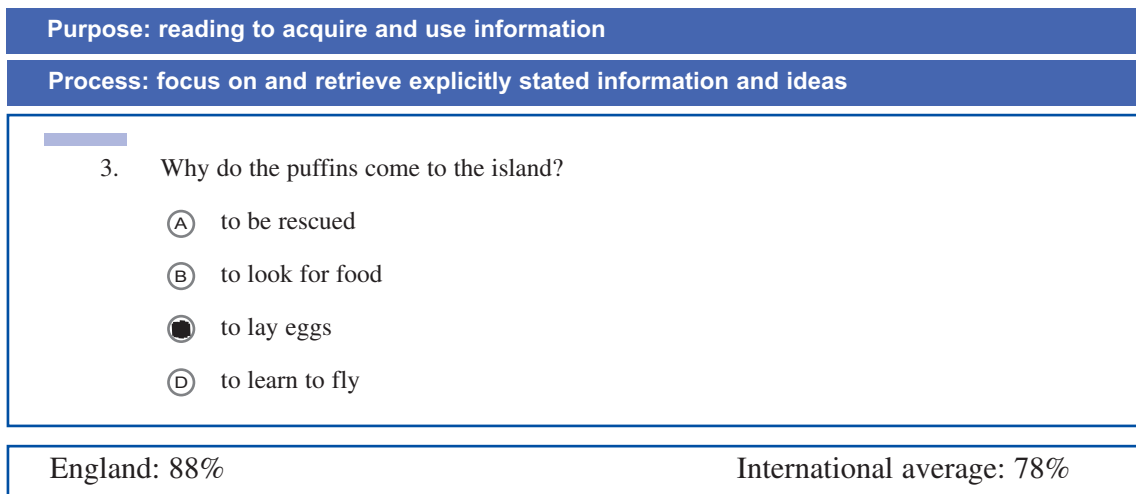 Purpose: reading to acquire and use information
Process: focus on and retrieve explicitly stated information and ideas
3. Why do the puffins come to the island?
A to be rescued
B to look for food
to lay eggs
D to learn to fly
England: 88% International average: 78%